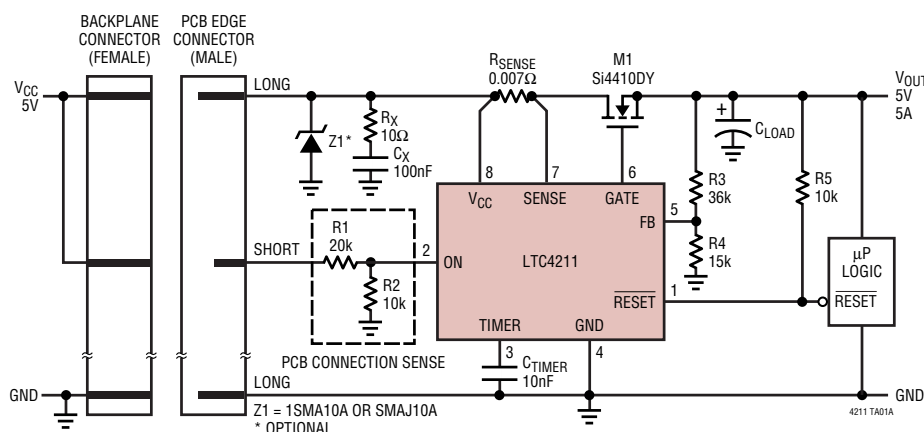 BACKPLANE
CONNECTOR
(FEMALE)
PCB EDGE
CONNECTOR
(MALE)
VCC
5V
LONG
RSENSE
0.007Ω
M1
Si4410DY
VOUT
5V
5A
Z1*
RX
10Ω
CX
100nF
+
CLOAD
8
7
6
VCC
SENSE
GATE
5
FB
R3
36k
R4
15k
R5
10k
SHORT
R1
20k
R2
10k
2
ON
LTC4211
RESET
1
µP
LOGIC
RESET
TIMER
GND
3
4
PCB CONNECTION SENSE
CTIMER
10nF
GND
LONG
GND
Z1 = 1SMA10A OR SMAJ10A
* OPTIONAL
4211 TA01A